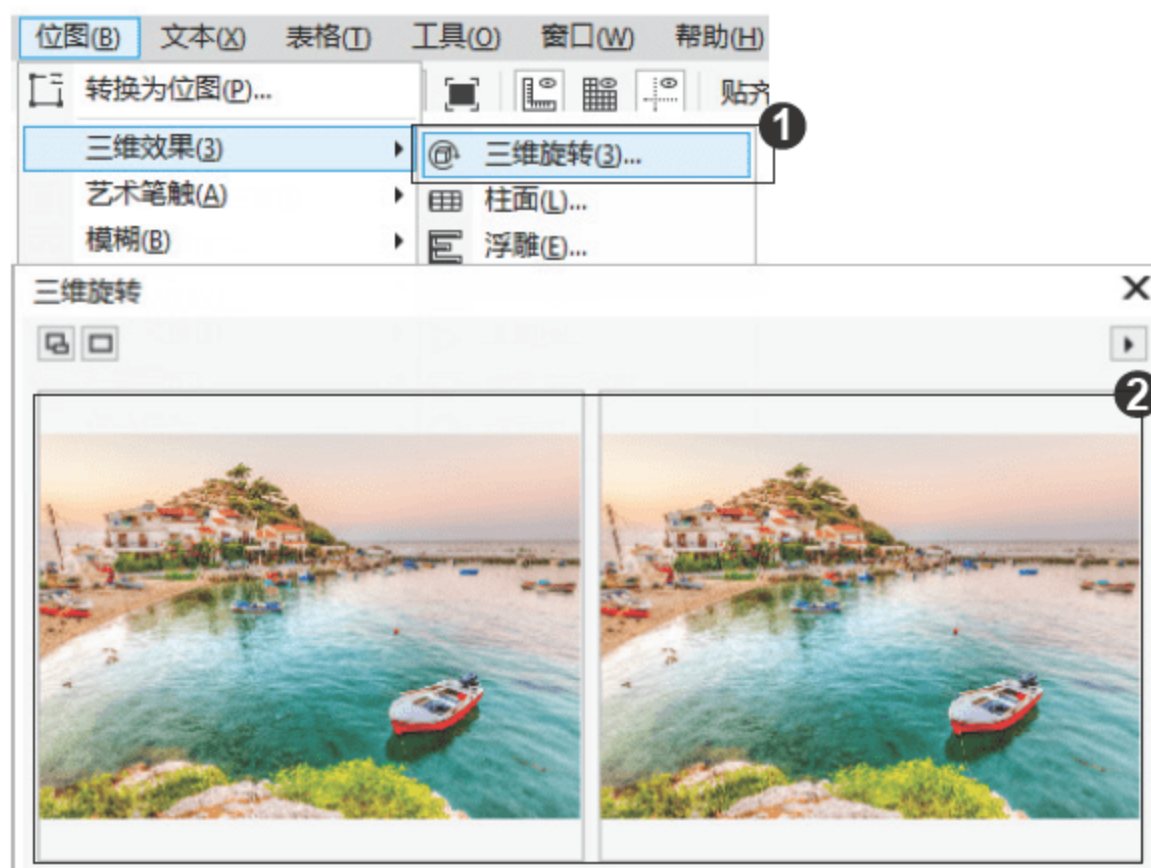 位图(B) 文本(X) 表格(T) 工具(O) 窗口(W) 帮助(H)
转换为位图(P)... 贴齐
1
三维效果(3) 三维旋转(3)...
艺术笔触(A) 柱面(L)...
模糊(B) 浮雕(E)...
三维旋转
2